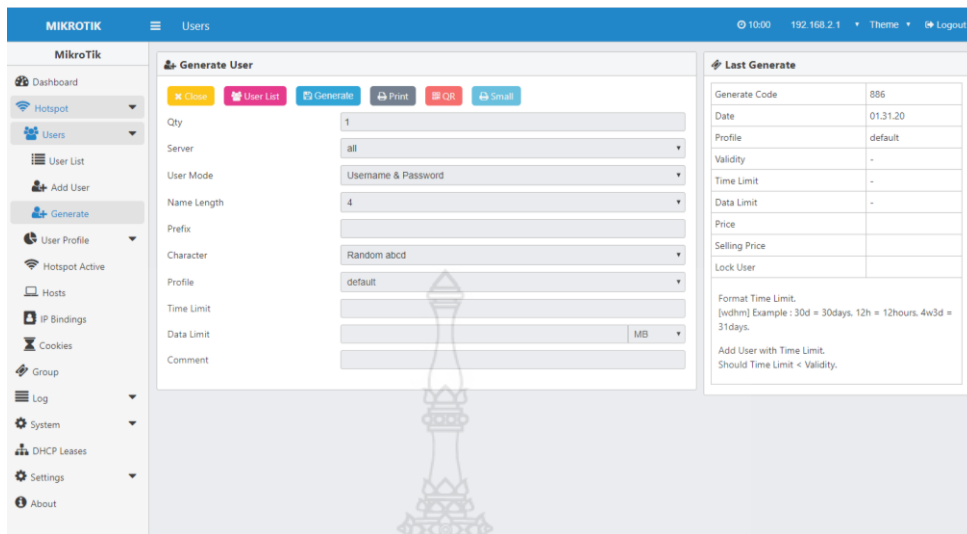 MIKROTIK
Users
10:00 192.168.2.1 Theme Logout
MikroTik
Dashboard
Hotspot
Users
User List
Add User
Generate
User Profile
Hotspot Active
Hosts
IP Bindings
Cookies
Group
Log
System
DHCP Leases
Settings
About
Generate User
Close User List Generate Print QR Small
Qty 1
Server all
User Mode Username & Password
Name Length 4
Prefix
Character Random abcd
Profile default
Time Limit
Data Limit MB
Comment
Last Generate
Generate Code 886
Date 01.31.20
Profile default
Validity -
Time Limit -
Data Limit -
Price
Selling Price
Lock User
Format Time Limit.
[wdhm] Example : 30d = 30days, 12h = 12hours, 4w3d =
31days.
Add User with Time Limit.
Should Time Limit < Validity.